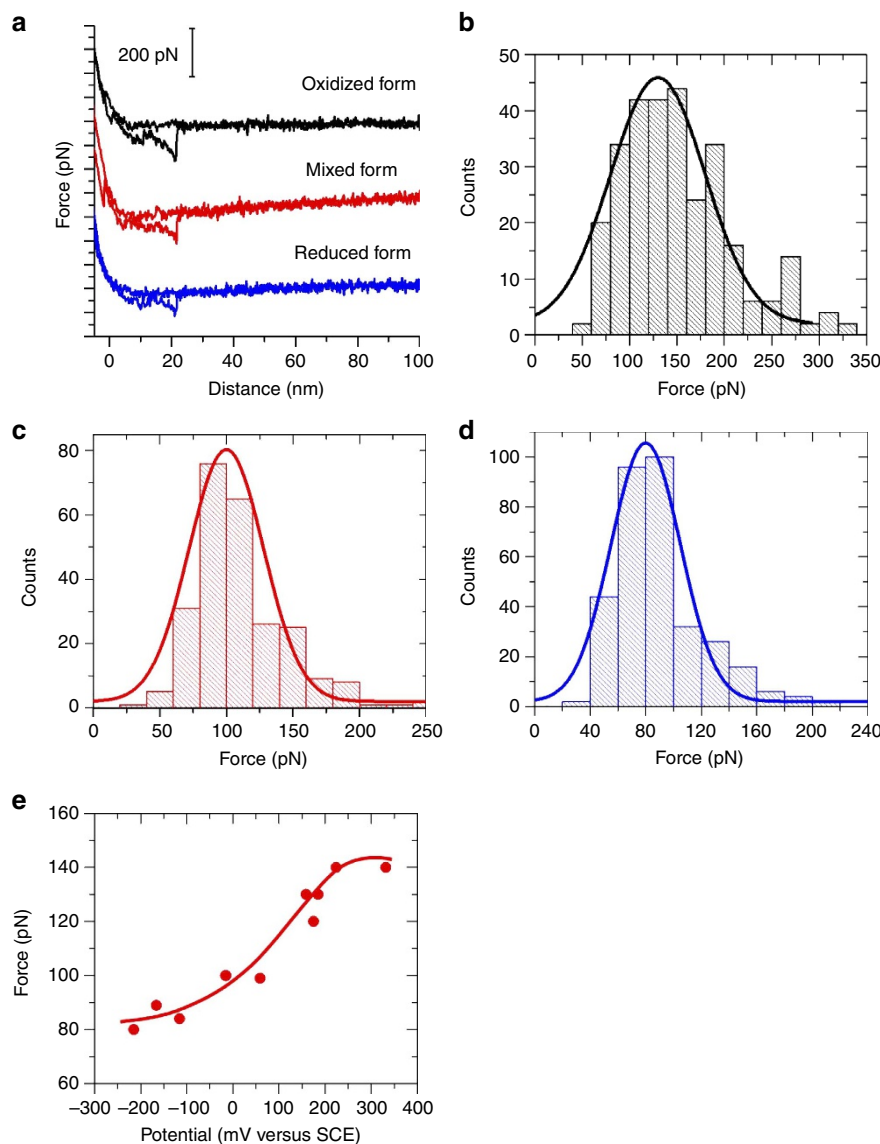 a
200 pN
Oxidized form
Mixed form
Reduced form
Force (pN)
0 20 40 60 80 100
Distance (nm)
b
50
40
30
20
10
0
Counts
0 50 100 150 200 250 300 350
Force (pN)
c
80
60
40
20
0
Counts
0 50 100 150 200 250
Force (pN)
d
100
80
60
40
20
0
Counts
0 40 80 120 160 200 240
Force (pN)
e
160
140
120
100
80
60
Force (pN)
–300 –200 –100 0 100 200 300 400
Potential (mV versus SCE)